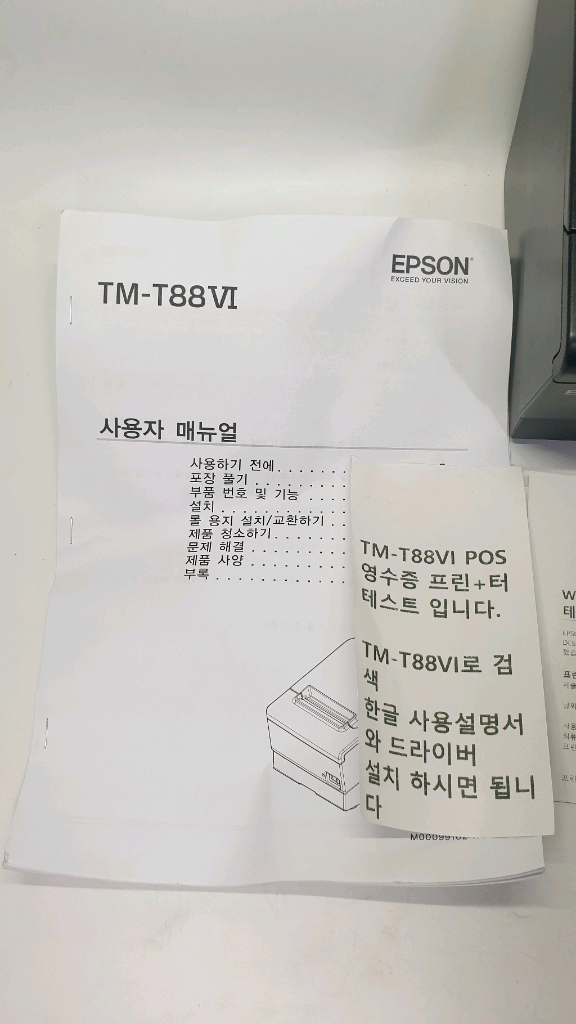 EPSON
EXCEED YOUR VISION
TM-T88VI
사용자 매뉴얼
사용하기 전에
포장 풀기
부품 번호 및 기능
설치
롤 용지 설치/교환하기
제품 청소하기
문제 해결
제품 사양
부록
TM-T88VI POS
영수증 프린+터
테스트 입니다.
TM-T88VI로 검
색
한글 사용설명서
와 드라이버
설치 하시면 됩니
다